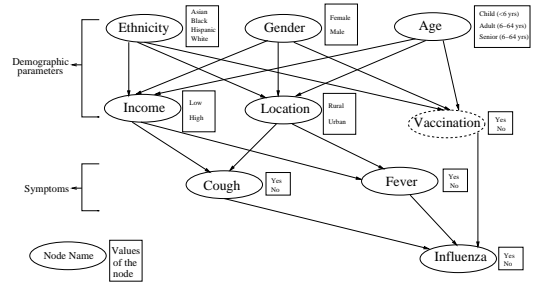 Ethnicity
Asian
Black
Hispanic
White
Gender
Female
Male
Age
Child (<6 yrs)
Adult (6–64 yrs)
Senior (6–64 yrs)
Demographic
parameters
Income
Low
High
Location
Rural
Urban
Vaccination
Yes
No
Symptoms
Cough
Yes
No
Fever
Yes
No
Node Name
Values
of the
node
Influenza
Yes
No